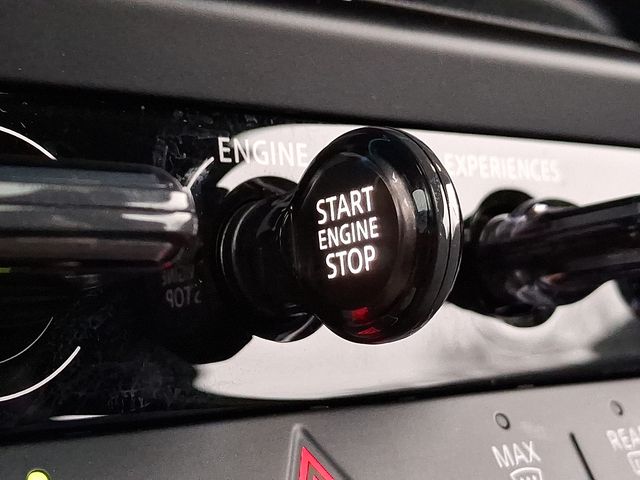 ENGINE
EXPERIENCES
START
ENGINE
STOP
MAX